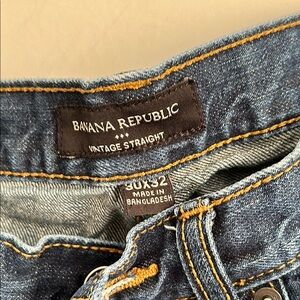 BANANA REPUBLIC
VINTAGE STRAIGHT
30X32
MADE IN
BANGLADESH